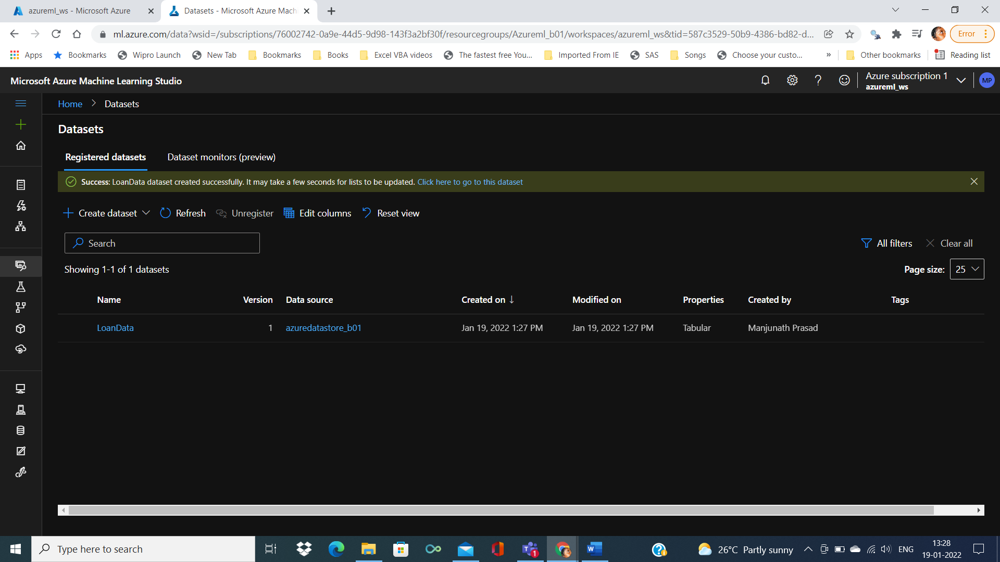 azureml_ws - Microsoft Azure
Datasets - Microsoft Azure Mach
ml.azure.com/data?wsid=/subscriptions/76002742-0a9e-44d5-9d98-143f3a2bf30f/resourcegroups/Azureml_b01/workspaces/azureml_ws&tid=587c3529-50b9-4386-bd82-d...
Error
Apps Bookmarks Wipro Launch New Tab Bookmarks Books Excel VBA videos The fastest free You... Imported From IE SAS Songs Choose your custo... » Other bookmarks Reading list
Microsoft Azure Machine Learning Studio
Azure subscription 1
azureml_ws
MP
Home > Datasets
Datasets
Registered datasets Dataset monitors (preview)
Success: LoanData dataset created successfully. It may take a few seconds for lists to be updated. Click here to go to this dataset
Create dataset Refresh Unregister Edit columns Reset view
Search
All filters Clear all
Showing 1-1 of 1 datasets
Page size: 25
Name Version Data source Created on ↓ Modified on Properties Created by Tags
LoanData 1 azuredatastore_b01 Jan 19, 2022 1:27 PM Jan 19, 2022 1:27 PM Tabular Manjunath Prasad
Type here to search
1
26°C Partly sunny
ENG
13:28
19-01-2022